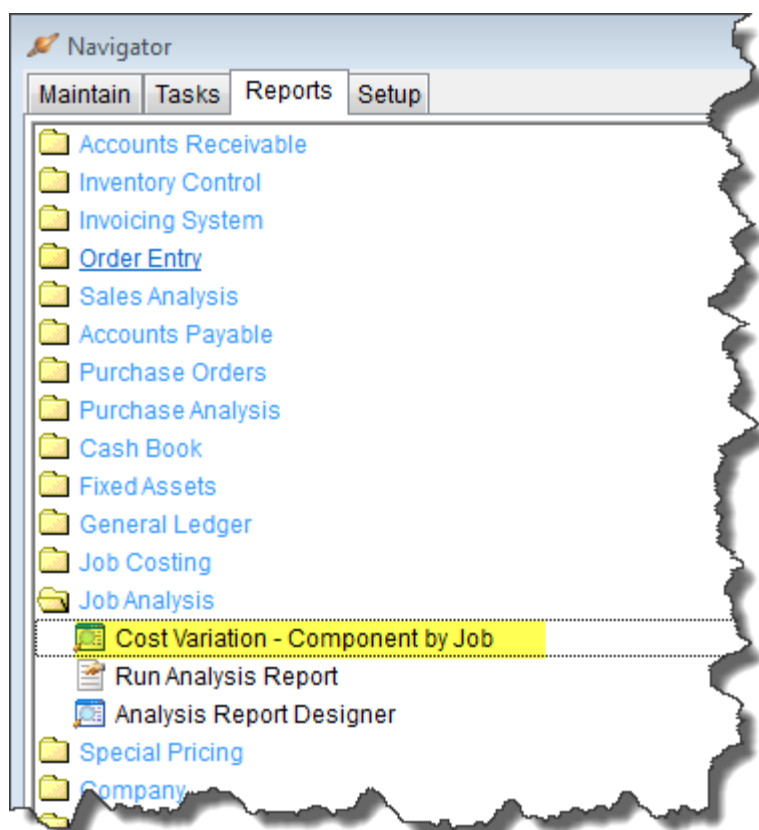 Navigator
Maintain Tasks Reports Setup
Accounts Receivable
Inventory Control
Invoicing System
Order Entry
Sales Analysis
Accounts Payable
Purchase Orders
Purchase Analysis
Cash Book
Fixed Assets
General Ledger
Job Costing
Job Analysis
Cost Variation - Component by Job
Run Analysis Report
Analysis Report Designer
Special Pricing
Company